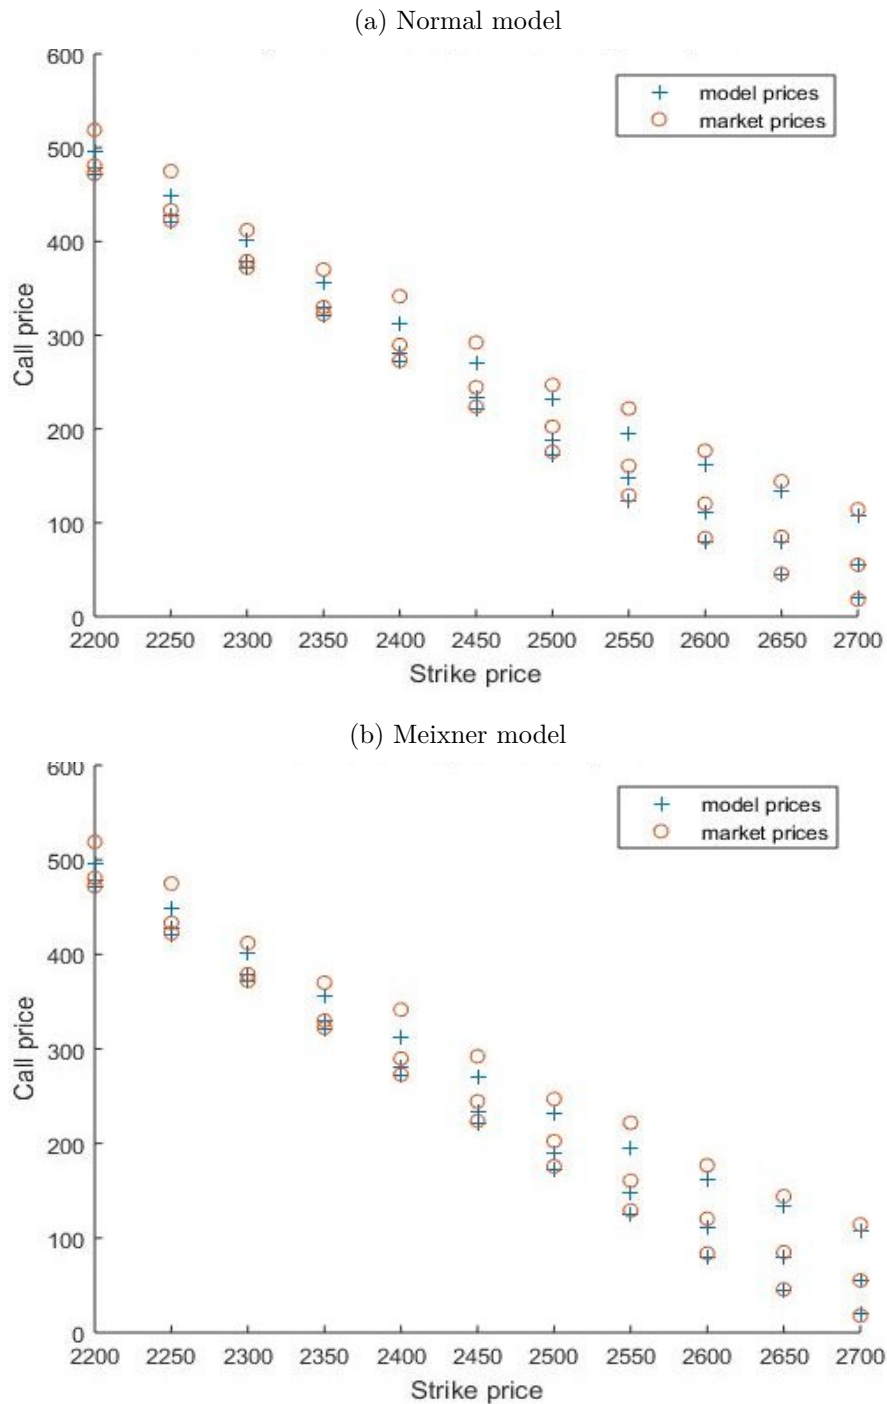 (a) Normal model
600
500
400
300
200
100
0
model prices
market prices
Call price
2200 2250 2300 2350 2400 2450 2500 2550 2600 2650 2700
Strike price
(b) Meixner model
600
500
400
300
200
100
0
model prices
market prices
Call price
2200 2250 2300 2350 2400 2450 2500 2550 2600 2650 2700
Strike price